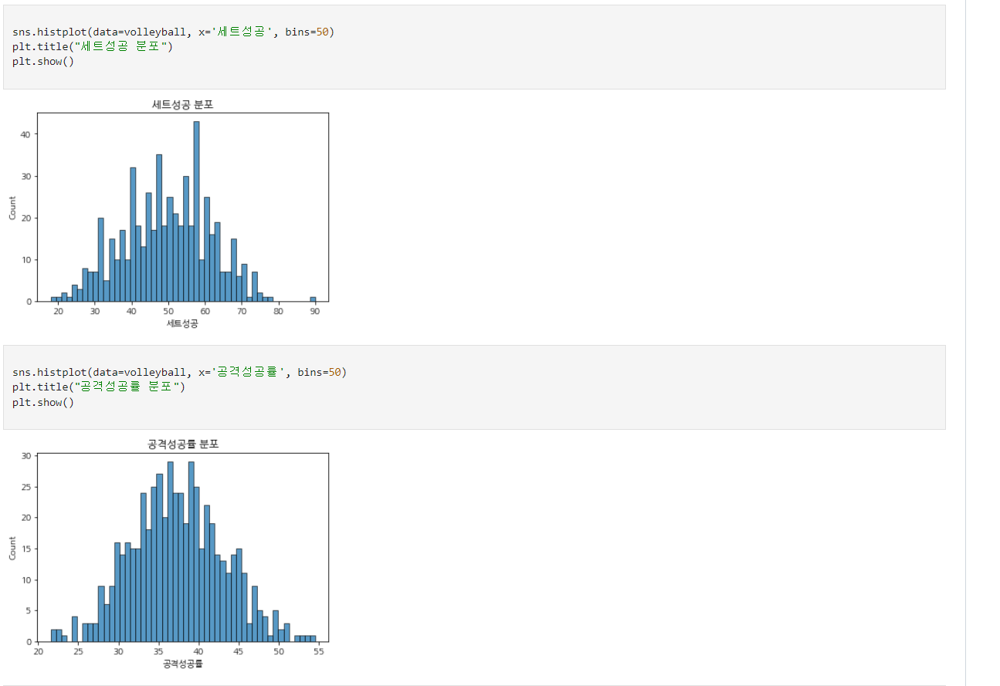 sns.histplot(data=volleyball, x='세트성공', bins=50)
plt.title("세트성공 분포")
plt.show()
세트성공 분포
40
30
20
10
0
Count
20 30 40 50 60 70 80 90
세트성공
sns.histplot(data=volleyball, x='공격성공률', bins=50)
plt.title("공격성공률 분포")
plt.show()
공격성공률 분포
30
25
20
15
10
5
0
Count
20 25 30 35 40 45 50 55
공격성공률